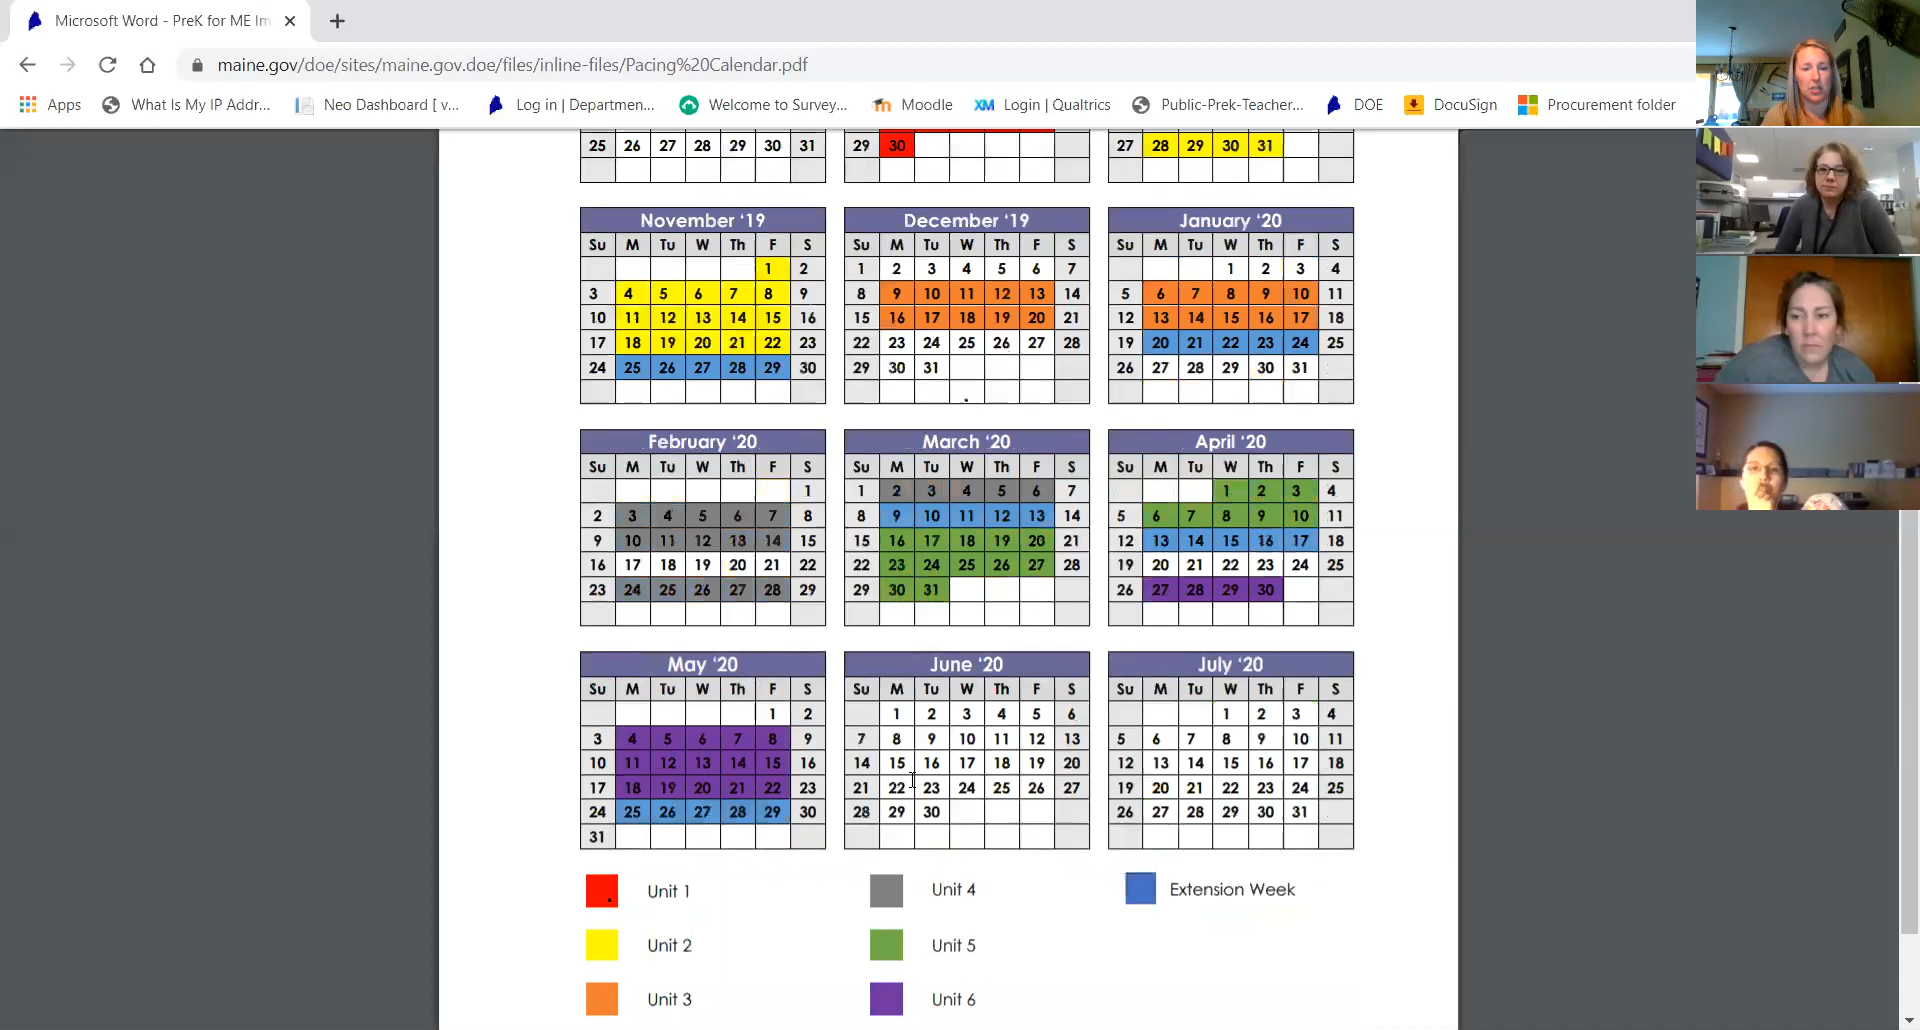 Microsoft Word - PreK for ME Im
maine.gov/doe/sites/maine.gov.doe/files/inline-files/Pacing%20Calendar.pdf
Apps What Is My IP Addr... Neo Dashboard [ v... Log in | Departmen... Welcome to Survey... Moodle XM Login | Qualtrics Public-Prek-Teacher... DOE DocuSign Procurement folder
25 26 27 28 29 30 31 29 30 27 28 29 30 31
November ‘19 December ‘19 January ‘20
Su M Tu W Th F S Su M Tu W Th F S Su M Tu W Th F S
1 2 1 2 3 4 5 6 7 1 2 3 4
3 4 5 6 7 8 9 8 9 10 11 12 13 14 5 6 7 8 9 10 11
10 11 12 13 14 15 16 15 16 17 18 19 20 21 12 13 14 15 16 17 18
17 18 19 20 21 22 23 22 23 24 25 26 27 28 19 20 21 22 23 24 25
24 25 26 27 28 29 30 29 30 31 26 27 28 29 30 31
February ‘20 March ‘20 April ‘20
Su M Tu W Th F S Su M Tu W Th F S Su M Tu W Th F S
1 1 2 3 4 5 6 7 1 2 3 4
2 3 4 5 6 7 8 8 9 10 11 12 13 14 5 6 7 8 9 10 11
9 10 11 12 13 14 15 15 16 17 18 19 20 21 12 13 14 15 16 17 18
16 17 18 19 20 21 22 22 23 24 25 26 27 28 19 20 21 22 23 24 25
23 24 25 26 27 28 29 29 30 31 26 27 28 29 30
May ‘20 June ‘20 July ‘20
Su M Tu W Th F S Su M Tu W Th F S Su M Tu W Th F S
1 2 1 2 3 4 5 6 1 2 3 4
3 4 5 6 7 8 9 7 8 9 10 11 12 13 5 6 7 8 9 10 11
10 11 12 13 14 15 16 14 15 16 17 18 19 20 12 13 14 15 16 17 18
17 18 19 20 21 22 23 21 22 23 24 25 26 27 19 20 21 22 23 24 25
24 25 26 27 28 29 30 28 29 30 26 27 28 29 30 31
31
Unit 1 Unit 4 Extension Week
Unit 2 Unit 5
Unit 3 Unit 6